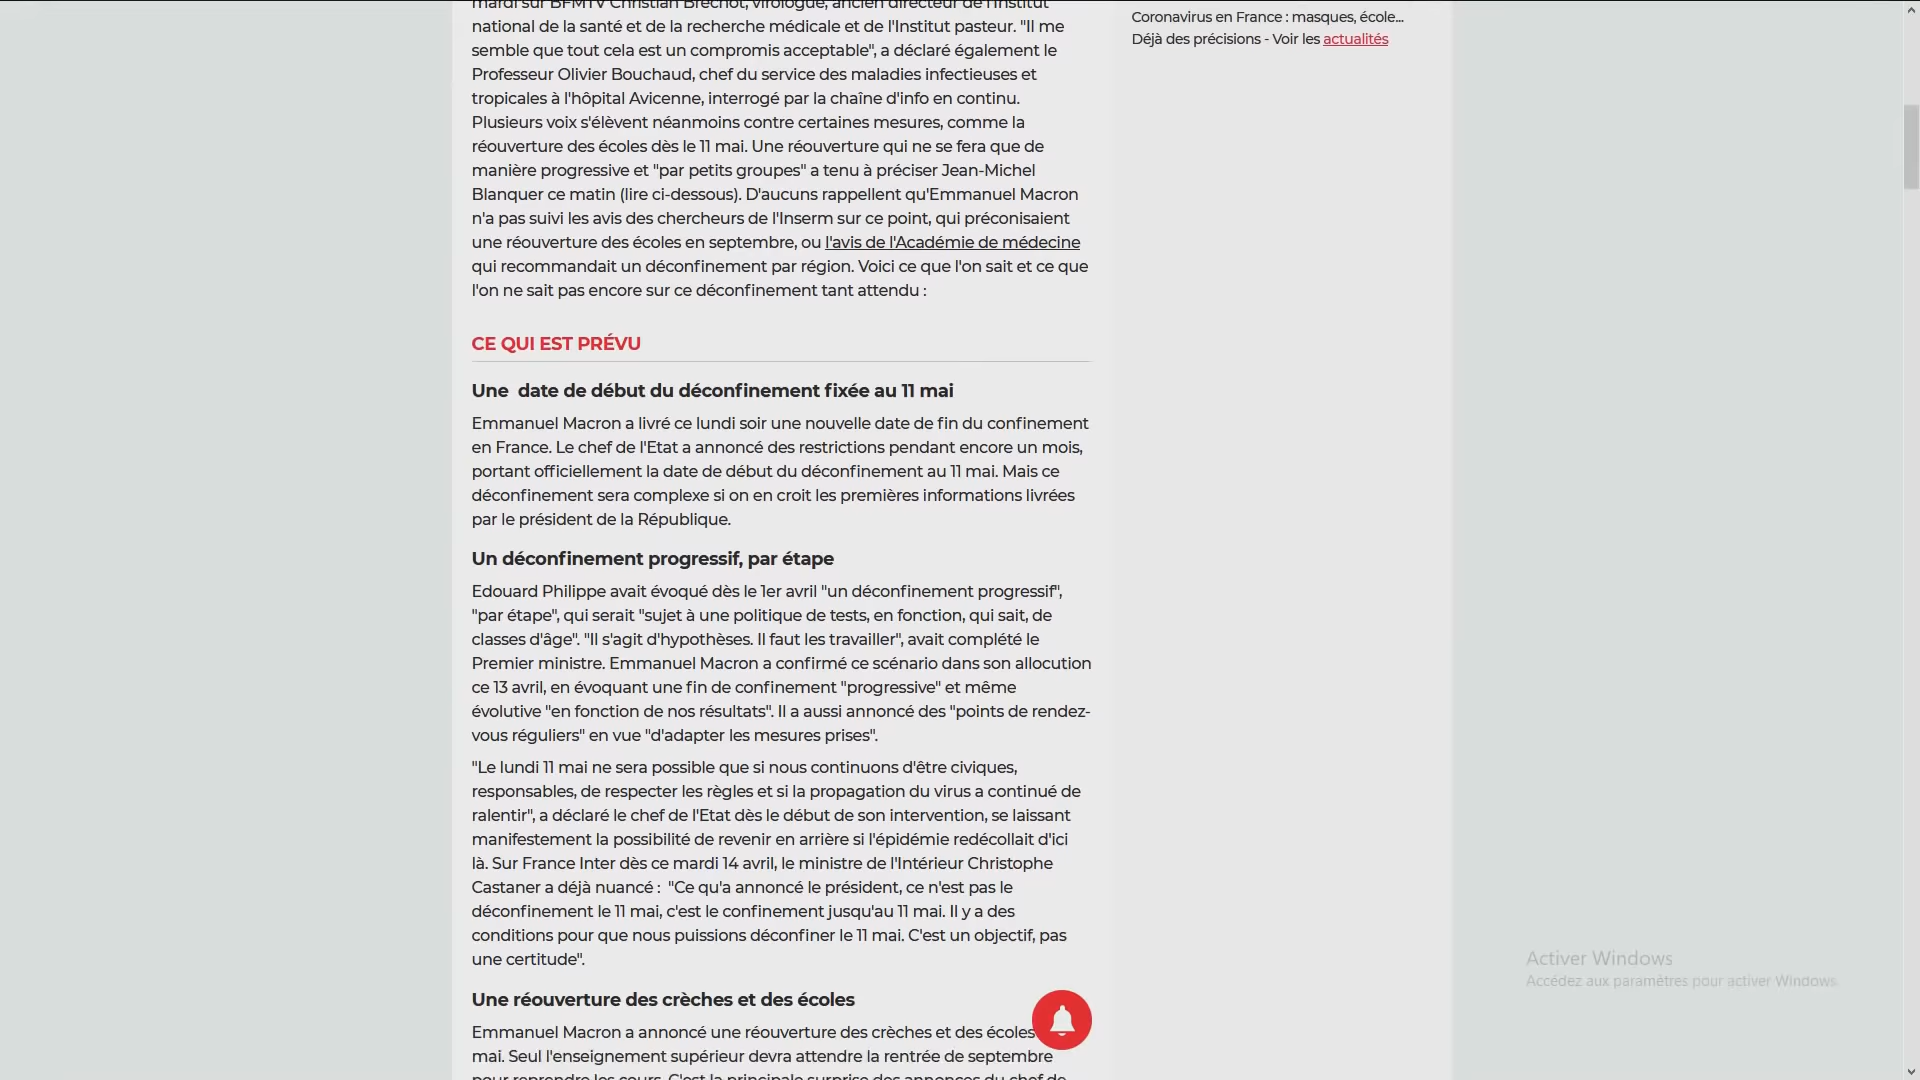 mardi sur BFMTV Christian Bréchot, virologue, ancien directeur de l'Institut
national de la santé et de la recherche médicale et de l'Institut pasteur. "Il me
semble que tout cela est un compromis acceptable", a déclaré également le
Professeur Olivier Bouchaud, chef du service des maladies infectieuses et
tropicales à l'hôpital Avicenne, interrogé par la chaîne d'info en continu.
Plusieurs voix s'élèvent néanmoins contre certaines mesures, comme la
réouverture des écoles dès le 11 mai. Une réouverture qui ne se fera que de
manière progressive et "par petits groupes" a tenu à préciser Jean-Michel
Blanquer ce matin (lire ci-dessous). D'aucuns rappellent qu'Emmanuel Macron
n'a pas suivi les avis des chercheurs de l'Inserm sur ce point, qui préconisaient
une réouverture des écoles en septembre, ou l'avis de l'Académie de médecine
qui recommandait un déconfinement par région. Voici ce que l'on sait et ce que
l'on ne sait pas encore sur ce déconfinement tant attendu :
CE QUI EST PRÉVU
Une  date de début du déconfinement fixée au 11 mai
Emmanuel Macron a livré ce lundi soir une nouvelle date de fin du confinement
en France. Le chef de l'Etat a annoncé des restrictions pendant encore un mois,
portant officiellement la date de début du déconfinement au 11 mai. Mais ce
déconfinement sera complexe si on en croit les premières informations livrées
par le président de la République.
Un déconfinement progressif, par étape
Edouard Philippe avait évoqué dès le 1er avril "un déconfinement progressif",
"par étape", qui serait "sujet à une politique de tests, en fonction, qui sait, de
classes d'âge". "Il s'agit d'hypothèses. Il faut les travailler", avait complété le
Premier ministre. Emmanuel Macron a confirmé ce scénario dans son allocution
ce 13 avril, en évoquant une fin de confinement "progressive" et même
évolutive "en fonction de nos résultats". Il a aussi annoncé des "points de rendez-
vous réguliers" en vue "d'adapter les mesures prises".
"Le lundi 11 mai ne sera possible que si nous continuons d'être civiques,
responsables, de respecter les règles et si la propagation du virus a continué de
ralentir", a déclaré le chef de l'Etat dès le début de son intervention, se laissant
manifestement la possibilité de revenir en arrière si l'épidémie redécollait d'ici
là. Sur France Inter dès ce mardi 14 avril, le ministre de l'Intérieur Christophe
Castaner a déjà nuancé :  "Ce qu'a annoncé le président, ce n'est pas le
déconfinement le 11 mai, c'est le confinement jusqu'au 11 mai. Il y a des
conditions pour que nous puissions déconfiner le 11 mai. C'est un objectif, pas
une certitude".
Une réouverture des crèches et des écoles
Emmanuel Macron a annoncé une réouverture des crèches et des écoles
mai. Seul l'enseignement supérieur devra attendre la rentrée de septembre
pour reprendre les cours. C'est la principale surprise des annonces du chef de
Coronavirus en France : masques, école...
Déjà des précisions - Voir les actualités
Activer Windows
Accédez aux paramètres pour activer Windows.